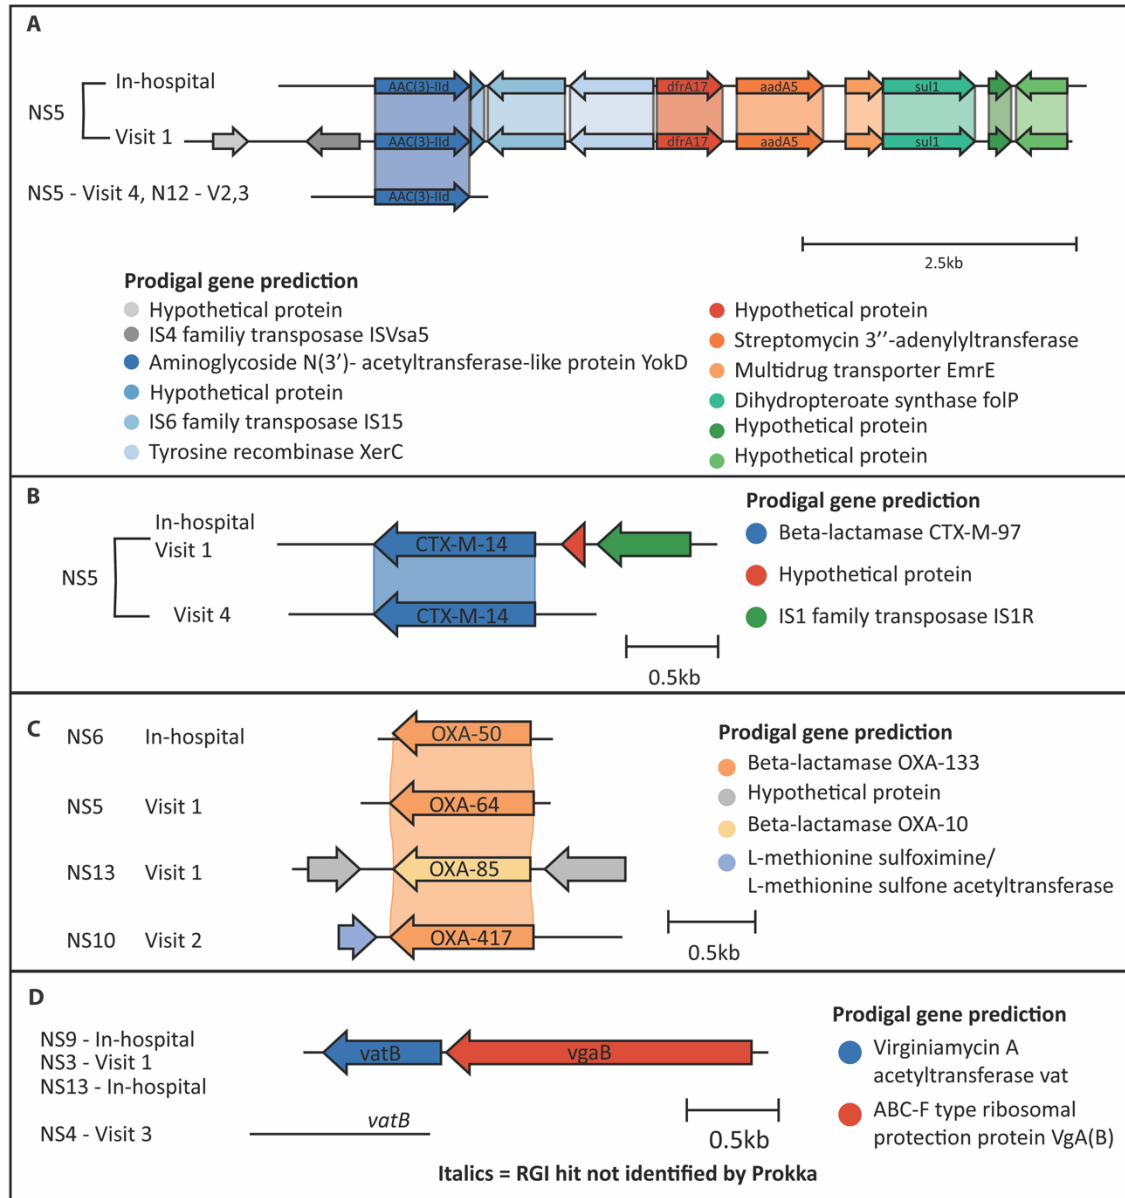 A
In-hospital
NS5
Visit 1
NS5 - Visit 4, N12 - V2,3
AAC(3)-IId
dfrA17
aadA5
sul1
AAC(3)-IId
dfrA17
aadA5
sul1
AAC(3)-IId
2.5kb
Prodigal gene prediction
Hypothetical protein
IS4 familiy transposase ISVsa5
Aminoglycoside N(3')- acetyltransferase-like protein YokD
Hypothetical protein
IS6 family transposase IS15
Tyrosine recombinase XerC
Hypothetical protein
Streptomycin 3''-adenylyltransferase
Multidrug transporter EmrE
Dihydropteroate synthase folP
Hypothetical protein
Hypothetical protein
B
In-hospital
Visit 1
NS5
Visit 4
CTX-M-14
CTX-M-14
0.5kb
Prodigal gene prediction
Beta-lactamase CTX-M-97
Hypothetical protein
IS1 family transposase IS1R
C
NS6 In-hospital
OXA-50
NS5 Visit 1
OXA-64
NS13 Visit 1
OXA-85
NS10 Visit 2
OXA-417
0.5kb
Prodigal gene prediction
Beta-lactamase OXA-133
Hypothetical protein
Beta-lactamase OXA-10
L-methionine sulfoximine/
L-methionine sulfone acetyltransferase
D
NS9 - In-hospital
NS3 - Visit 1
NS13 - In-hospital
vatB
vgaB
NS4 - Visit 3
vatB
0.5kb
Prodigal gene prediction
Virginiamycin A
acetyltransferase vat
ABC-F type ribosomal
protection protein VgA(B)
Italics = RGI hit not identified by Prokka